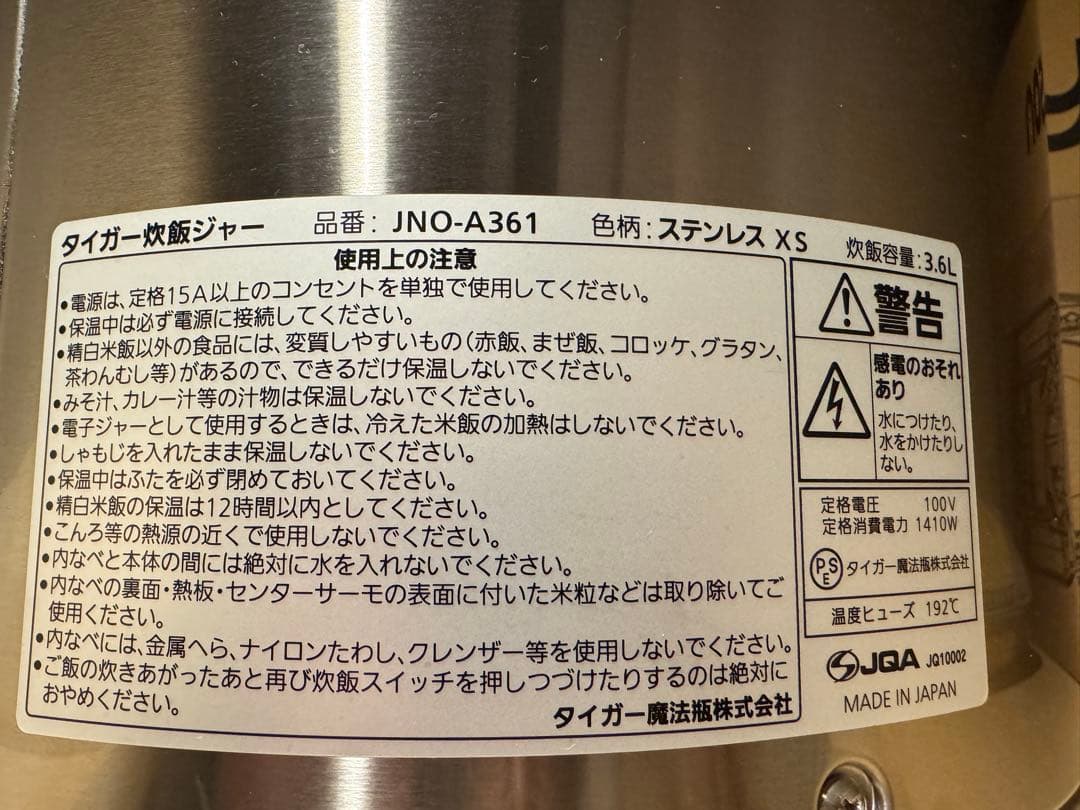 タイガー炊飯ジャー 品番: JNO-A361 色柄:ステンレス XS 炊飯容量:3.6L
使用上の注意
•電源は、定格15A以上のコンセントを単独で使用してください。
•保温中は必ず電源に接続してください。
•精白米飯以外の食品には、変質しやすいもの(赤飯、まぜ飯、コロッケ、グラタン、
茶わんむし等)があるので、できるだけ保温しないでください。
•みそ汁、カレー汁等の汁物は保温しないでください。
•電子ジャーとして使用するときは、冷えた米飯の加熱はしないでください。
•しゃもじを入れたまま保温しないでください。
•保温中はふたを必ず閉めておいてください。
•精白米飯の保温は12時間以内としてください。
•こんろ等の熱源の近くで使用しないでください。
•内なべと本体の間には絶対に水を入れないでください。
•内なべの裏面・熱板・センターサーモの表面に付いた米粒などは取り除いてご
使用ください。
•内なべには、金属へら、ナイロンたわし、クレンザー等を使用しないでください。
•ご飯の炊きあがったあと再び炊飯スイッチを押しつづけたりするのは絶対に
おやめください。
タイガー魔法瓶株式会社
警告
感電のおそれ
あり
水につけたり、
水をかけたりし
ない。
定格電圧 100V
定格消費電力 1410W
PSE タイガー魔法瓶株式会社
温度ヒューズ 192℃
JQA JQ10002
MADE IN JAPAN